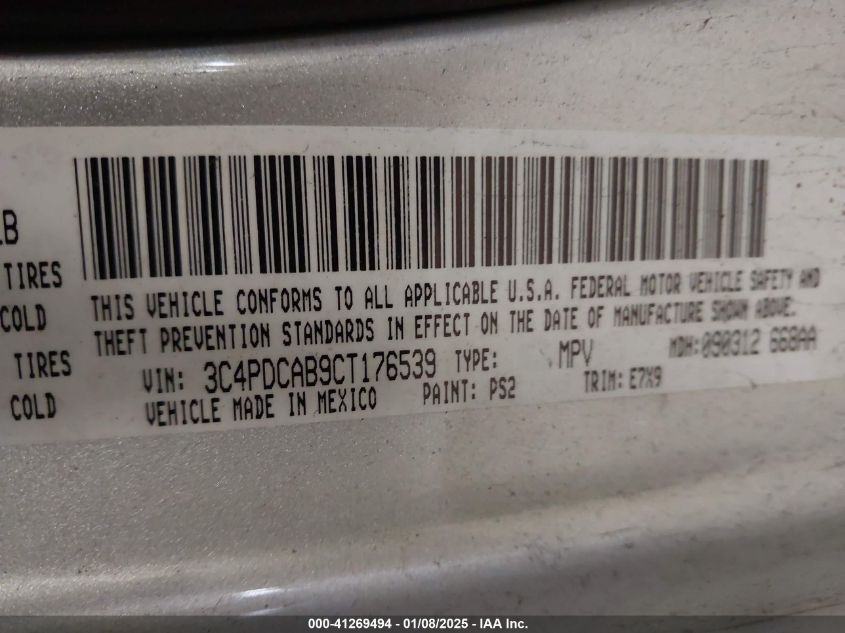 LB
TIRES
COLD
TIRES
COLD
THIS VEHICLE CONFORMS TO ALL APPLICABLE U.S.A. FEDERAL MOTOR VEHICLE SAFETY AND
THEFT PREVENTION STANDARDS IN EFFECT ON THE DATE OF MANUFACTURE SHOWN ABOVE.
VIN: 3C4PDCAB9CT176539 TYPE: MPV MDH:090312 668AA
VEHICLE MADE IN MEXICO PAINT: PS2 TRIM: E7X9
000-41269494 - 01/08/2025 - IAA Inc.